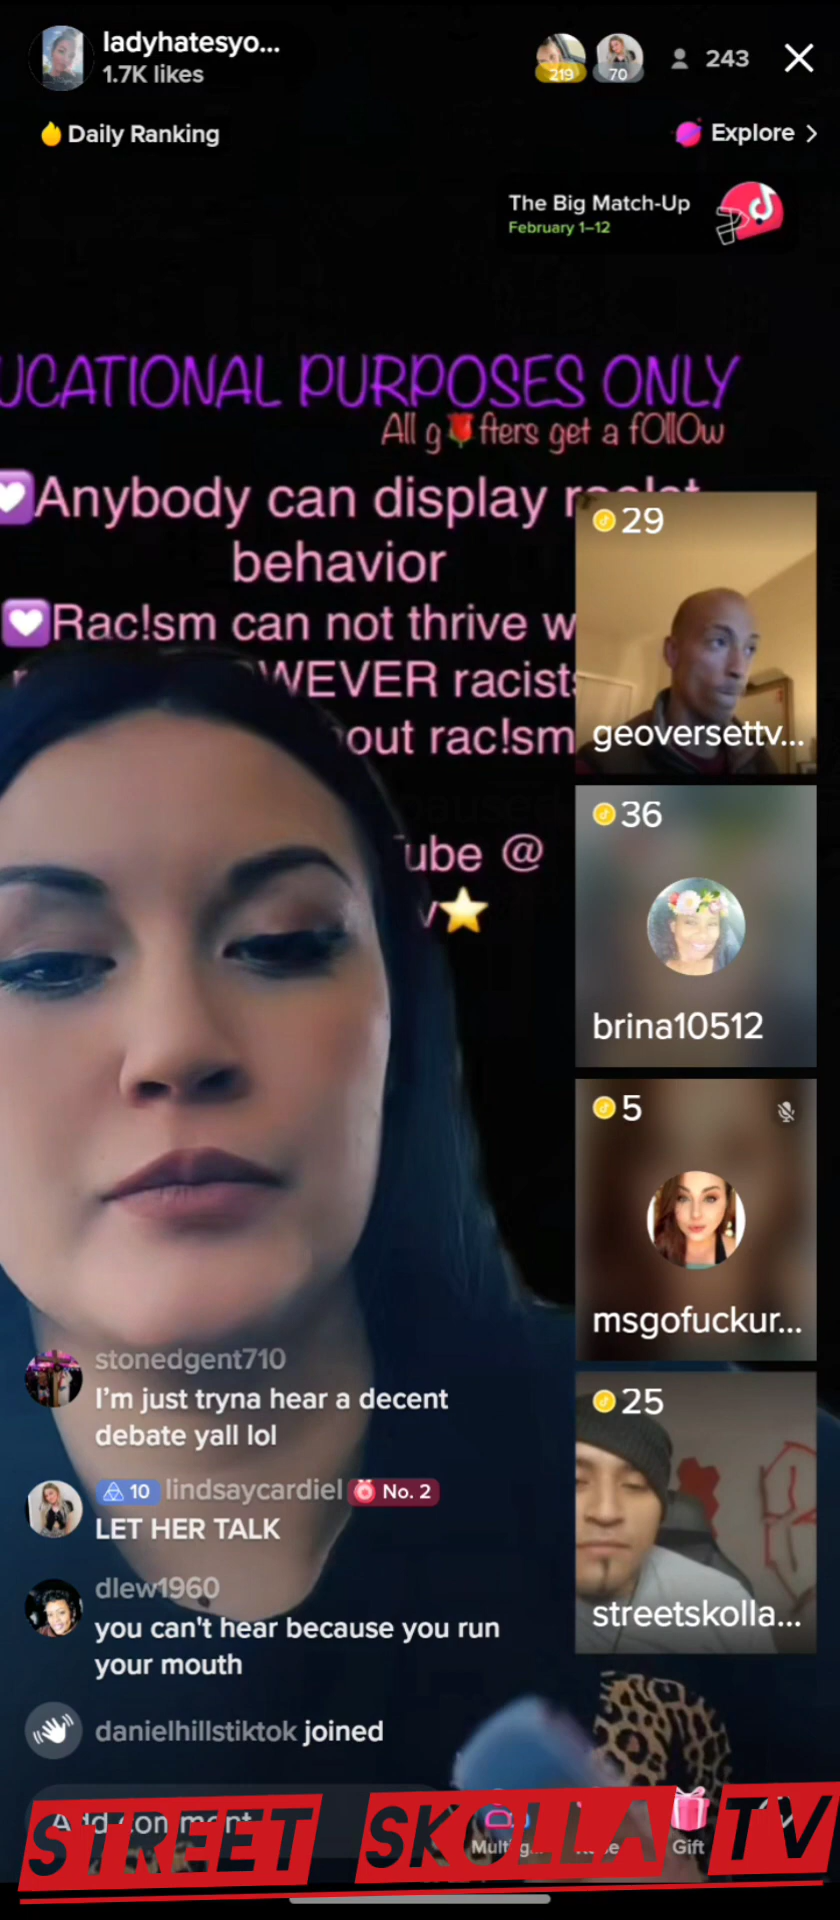 ladyhatesyo...
1.7K likes
219
70
243
Daily Ranking
Explore >
The Big Match-Up
February 1–12
UCATIONAL PURPOSES ONLY
All g🌹fters get a fOllOw
💟Anybody can display
behavior
💟Rac!sm can not thrive w
WEVER racists
out rac!sm
ube @
v⭐
29
geoversettv...
36
brina10512
5
msgofuckur...
25
streetskolla...
stonedgent710
I'm just tryna hear a decent
debate yall lol
10 lindsaycardiel No. 2
LET HER TALK
dlew1960
you can't hear because you run
your mouth
danielhillstiktok joined
Add comment
Gift
STREET SKOLLA TV